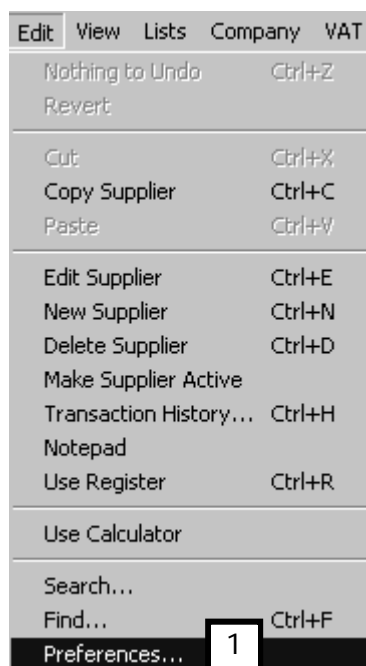 Edit View Lists Company VAT
Nothing to Undo Ctrl+Z
Revert
Cut Ctrl+X
Copy Supplier Ctrl+C
Paste Ctrl+V
Edit Supplier Ctrl+E
New Supplier Ctrl+N
Delete Supplier Ctrl+D
Make Supplier Active
Transaction History... Ctrl+H
Notepad
Use Register Ctrl+R
Use Calculator
Search...
Find... Ctrl+F
Preferences... 1